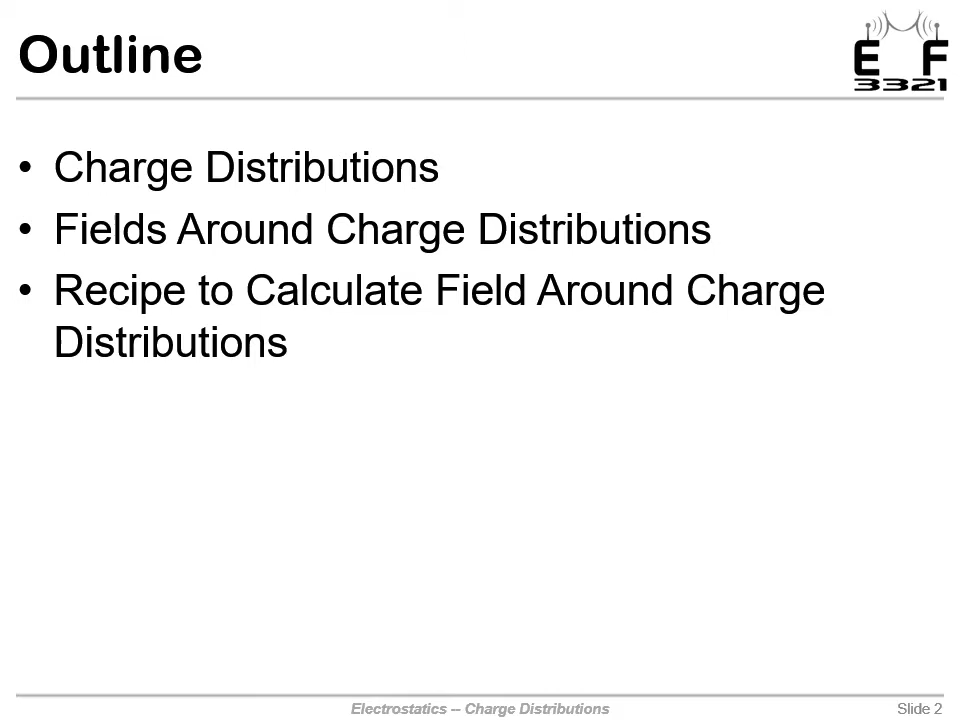 Outline
E F
3321
• Charge Distributions
• Fields Around Charge Distributions
• Recipe to Calculate Field Around Charge
Distributions
Electrostatics -- Charge Distributions
Slide 2